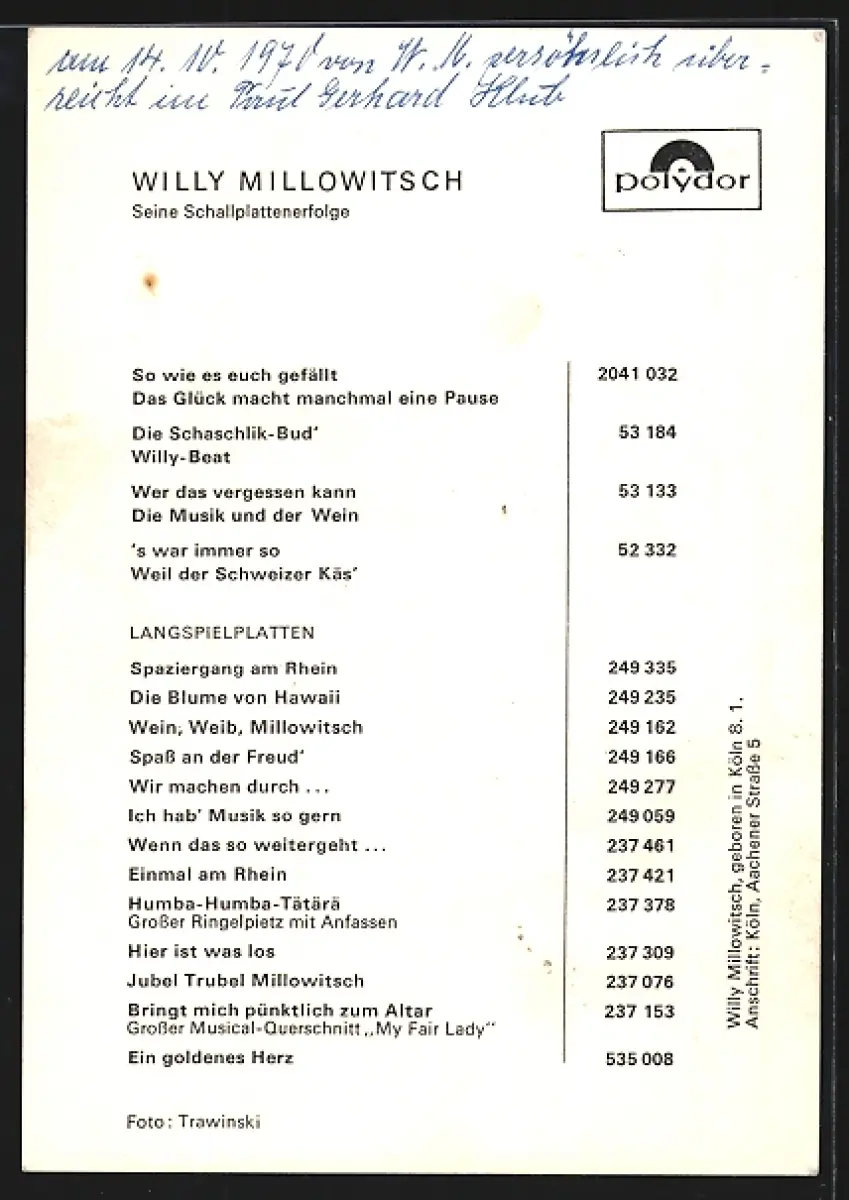 am 14. 10. 1970 von W. M. persöhnlich über-
reicht im Paul Gerhard Klub
WILLY MILLOWITSCH
Seine Schallplattenerfolge
polydor
So wie es euch gefällt 2041 032
Das Glück macht manchmal eine Pause
Die Schaschlik-Bud' 53 184
Willy-Beat
Wer das vergessen kann 53 133
Die Musik und der Wein
's war immer so 52 332
Weil der Schweizer Käs'
LANGSPIELPLATTEN
Spaziergang am Rhein 249 335
Die Blume von Hawaii 249 235
Wein, Weib, Millowitsch 249 162
Spaß an der Freud' 249 166
Wir machen durch ... 249 277
Ich hab' Musik so gern 249 059
Wenn das so weitergeht ... 237 461
Einmal am Rhein 237 421
Humba-Humba-Tätärä 237 378
Großer Ringelpietz mit Anfassen
Hier ist was los 237 309
Jubel Trubel Millowitsch 237 076
Bringt mich pünktlich zum Altar 237 153
Großer Musical-Querschnitt „My Fair Lady"
Ein goldenes Herz 535 008
Foto: Trawinski
Willy Millowitsch, geboren in Köln 8. 1.
Anschrift: Köln, Aachener Straße 5